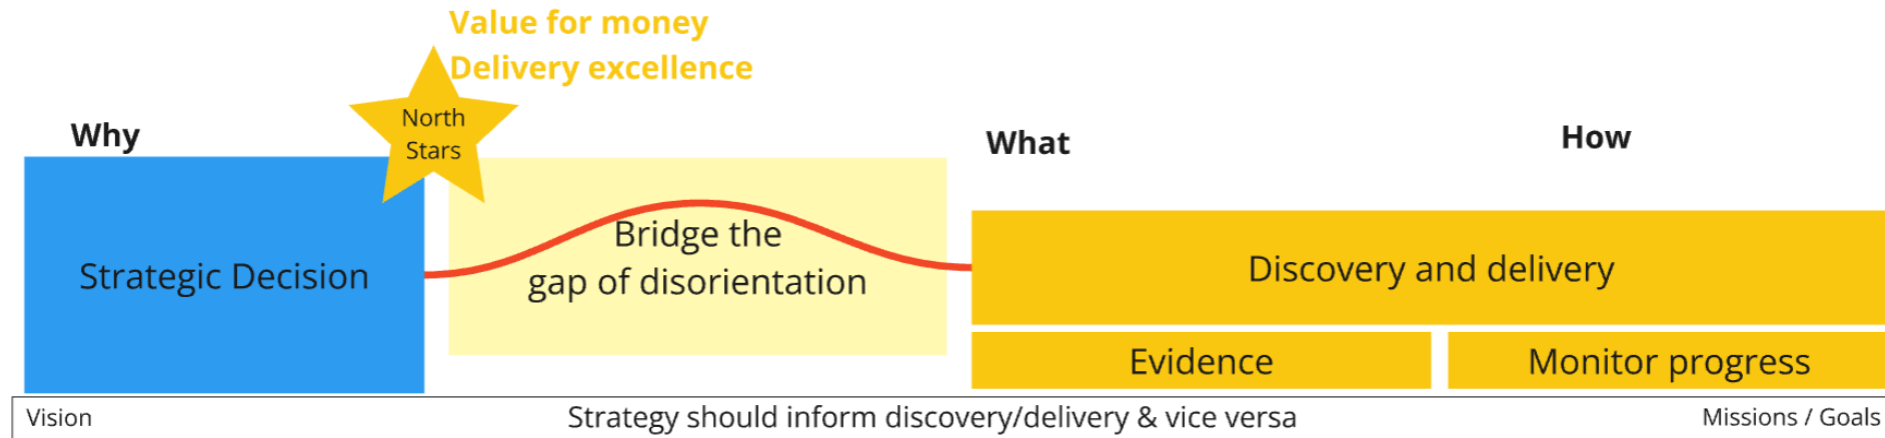 Value for money
Delivery excellence
North
Stars
Why
What
How
Strategic Decision
Bridge the
gap of disorientation
Discovery and delivery
Evidence
Monitor progress
Vision
Strategy should inform discovery/delivery & vice versa
Missions / Goals